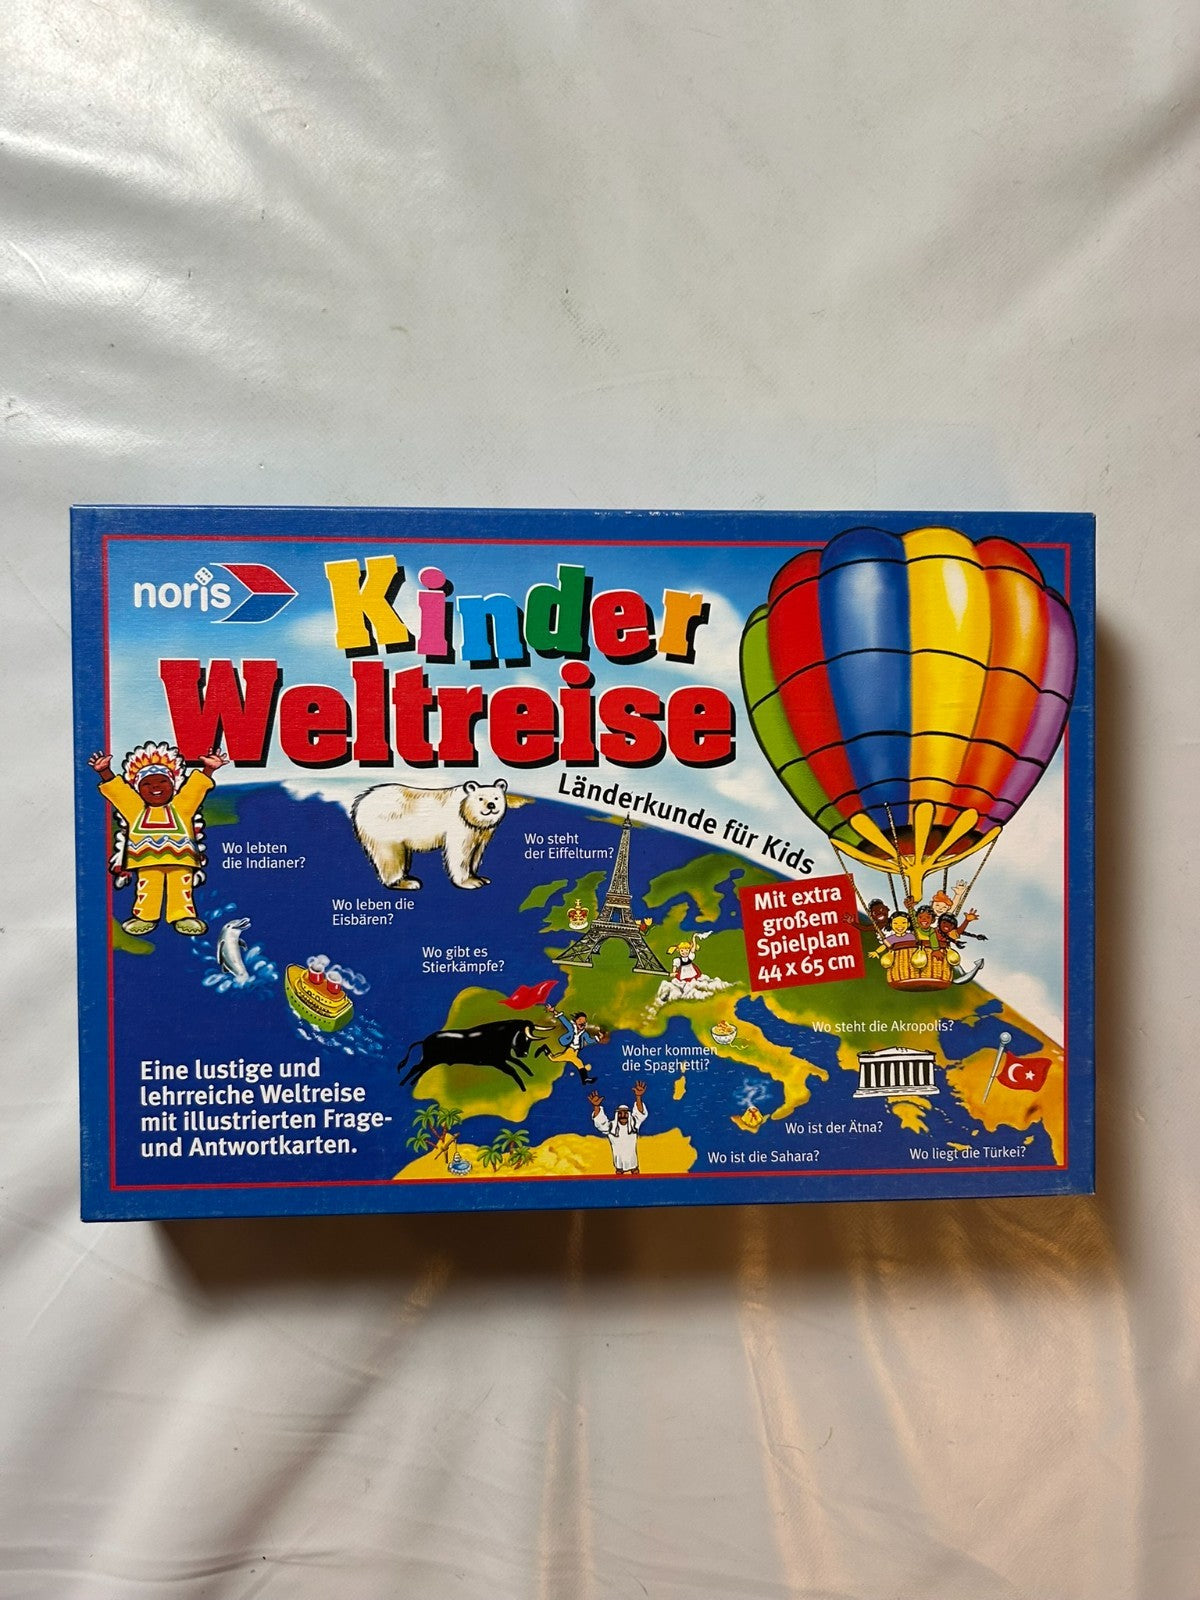 noris
Kinder
Weltreise
Länderkunde für Kids
Wo lebten
die Indianer?
Wo leben die
Eisbären?
Wo steht
der Eiffelturm?
Wo gibt es
Stierkämpfe?
Mit extra
großem
Spielplan
44 x 65 cm
Wo steht die Akropolis?
Woher kommen
die Spaghetti?
Eine lustige und
lehrreiche Weltreise
mit illustrierten Frage-
und Antwortkarten.
Wo ist der Ätna?
Wo ist die Sahara?
Wo liegt die Türkei?